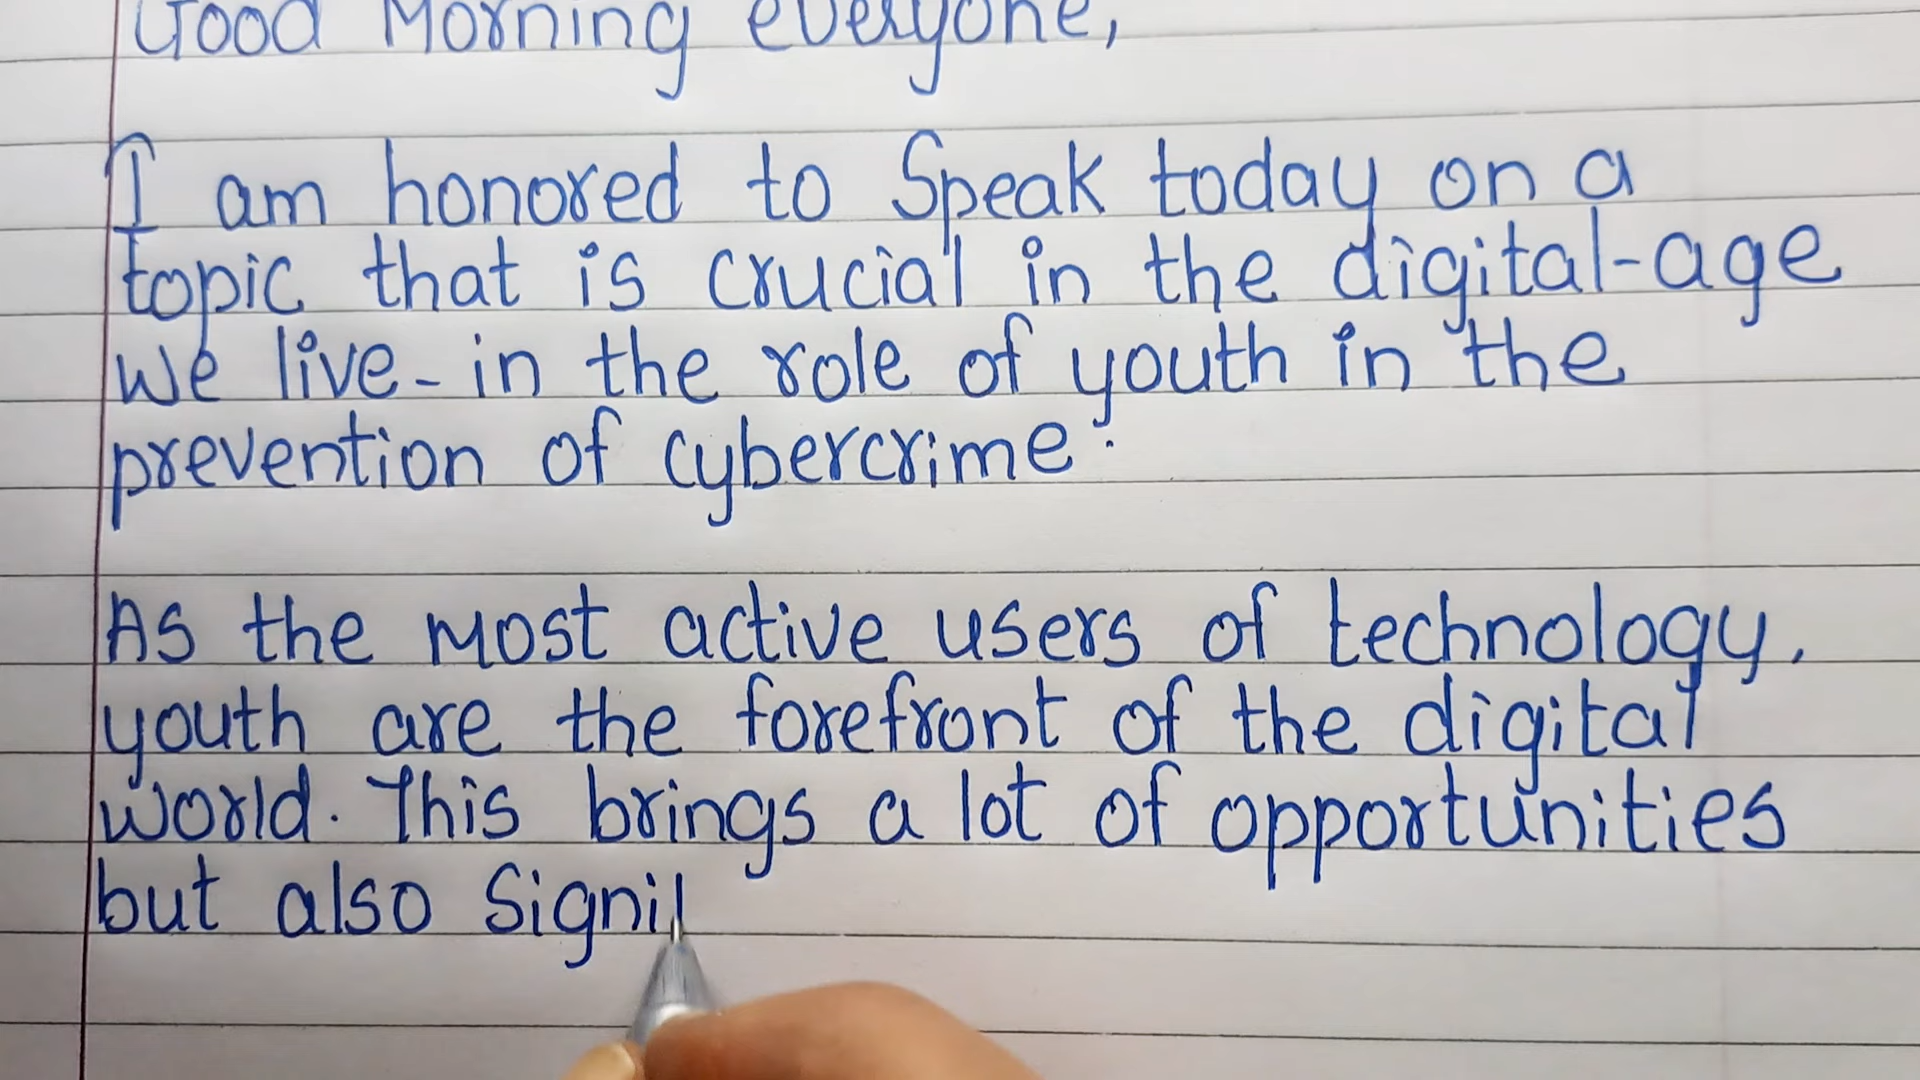 Good Morning everyone,
I am honored to Speak today on a
topic that is crucial in the digital-age
we live- in the role of youth in the
prevention of cybercrime.
As the most active users of technology.
youth are the forefront of the digital
world. This brings a lot of opportunities
but also Signi